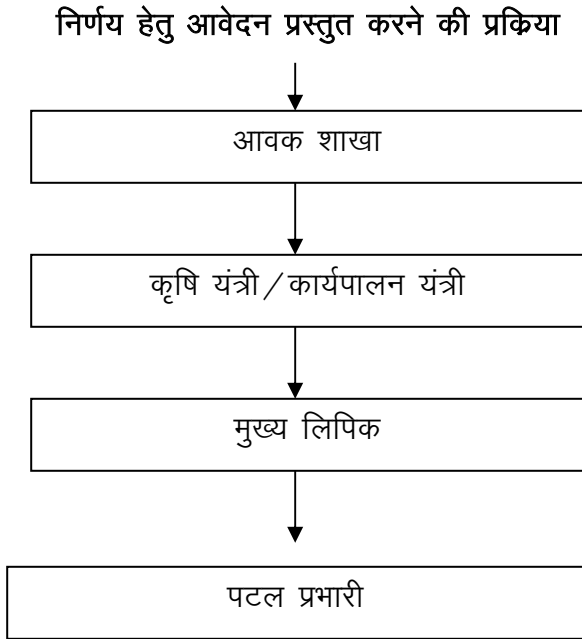 निर्णय हेतु आवेदन प्रस्तुत करने की प्रकिया
आवक शाखा
कृषि यंत्री/कार्यपालन यंत्री
मुख्य लिपिक
पटल प्रभारी